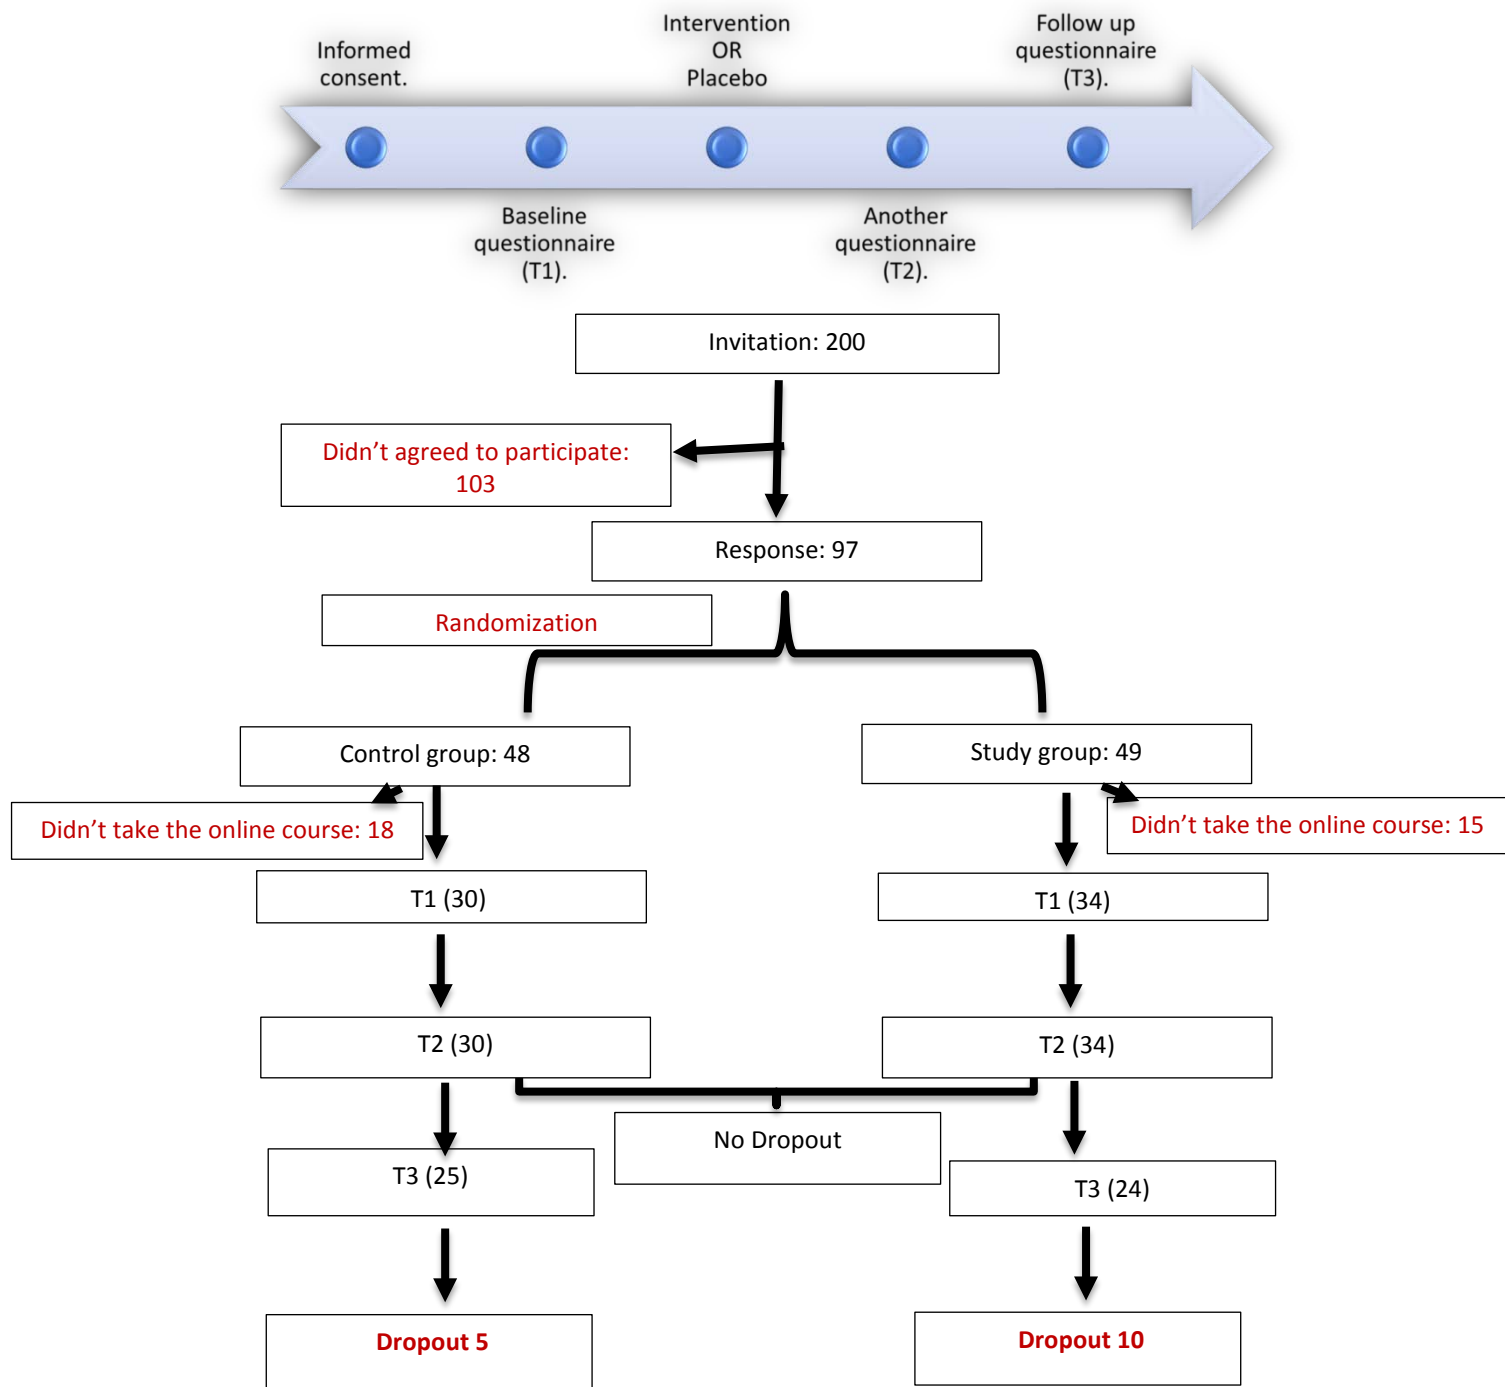 Informed
consent.
Baseline
questionnaire
(T1).
Intervention
OR
Placebo
Another
questionnaire
(T2).
Follow up
questionnaire
(T3).
Invitation: 200
Didn't agreed to participate:
103
Response: 97
Randomization
Control group: 48
Study group: 49
Didn't take the online course: 18
Didn't take the online course: 15
T1 (30)
T1 (34)
T2 (30)
T2 (34)
No Dropout
T3 (25)
T3 (24)
Dropout 5
Dropout 10